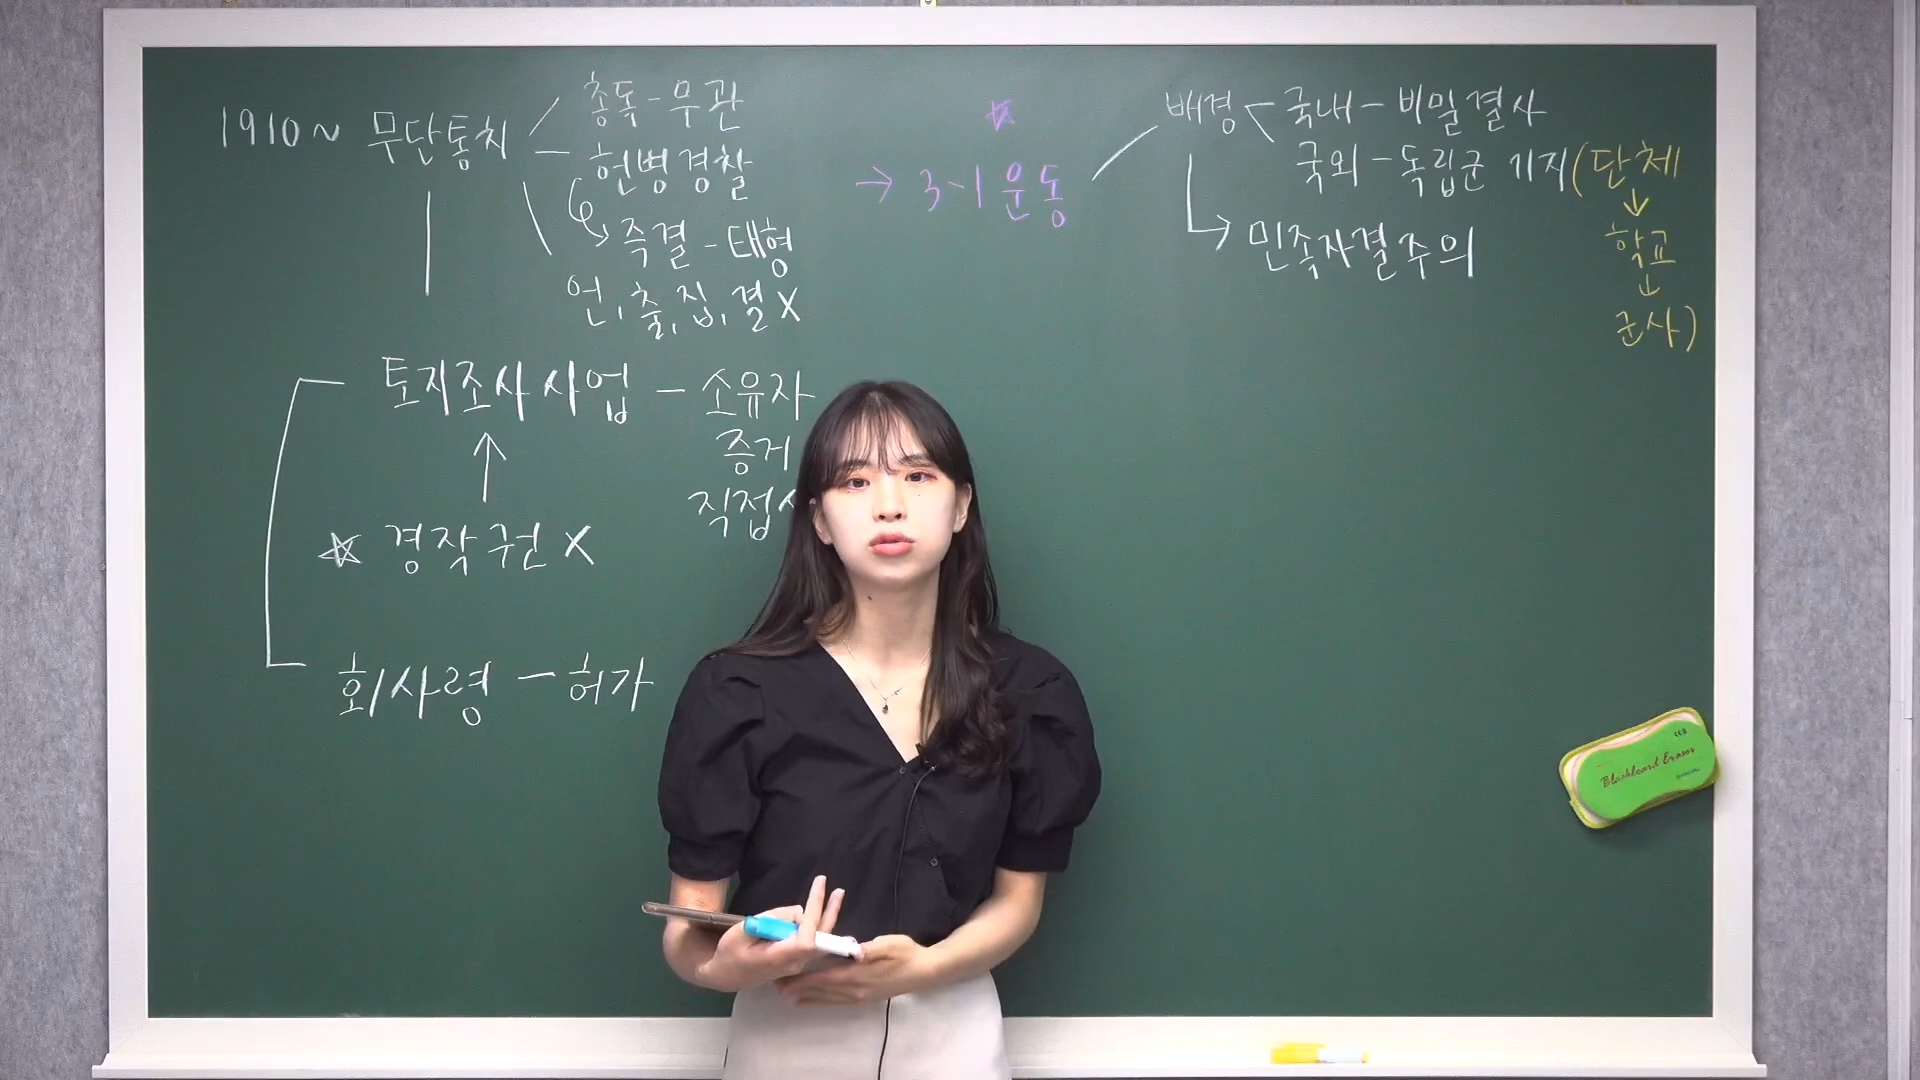 1910~ 무단통치
총독-무관
헌병경찰
즉결-태형
언, 출, 집, 결 X
토지조사사업 - 소유자
증거
직접
☆ 경작권 X
회사령 - 허가
☆
→ 3·1운동
배경 < 국내 - 비밀결사
국외 - 독립군 기지 (단체
↓
학교
↓
군사)
민족자결주의
Blackboard Eraser